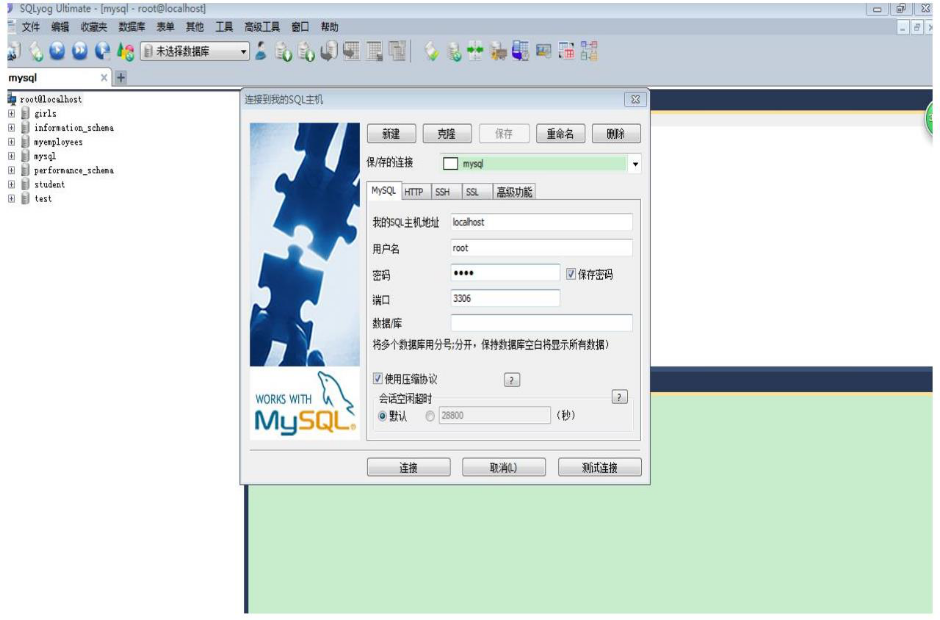 SQLyog Ultimate - [mysql - root@localhost]
文件 编辑 收藏夹 数据库 表单 其他 工具 高级工具 窗口 帮助
未选择数据库
mysql
root@localhost
girls
information_schema
myemployees
mysql
performance_schema
student
test
连接到我的SQL主机
新建 克隆 保存 重命名 删除
保/存的连接 mysql
MySQL HTTP SSH SSL 高级功能
我的SQL主机地址 localhost
用户名 root
密码 •••• 保存密码
端口 3306
数据/库
将多个数据库用分号;分开，保持数据库空白将显示所有数据)
使用压缩协议 ?
会话空闲超时 ?
默认 28800 (秒)
WORKS WITH
MySQL
连接 取消(L) 测试连接